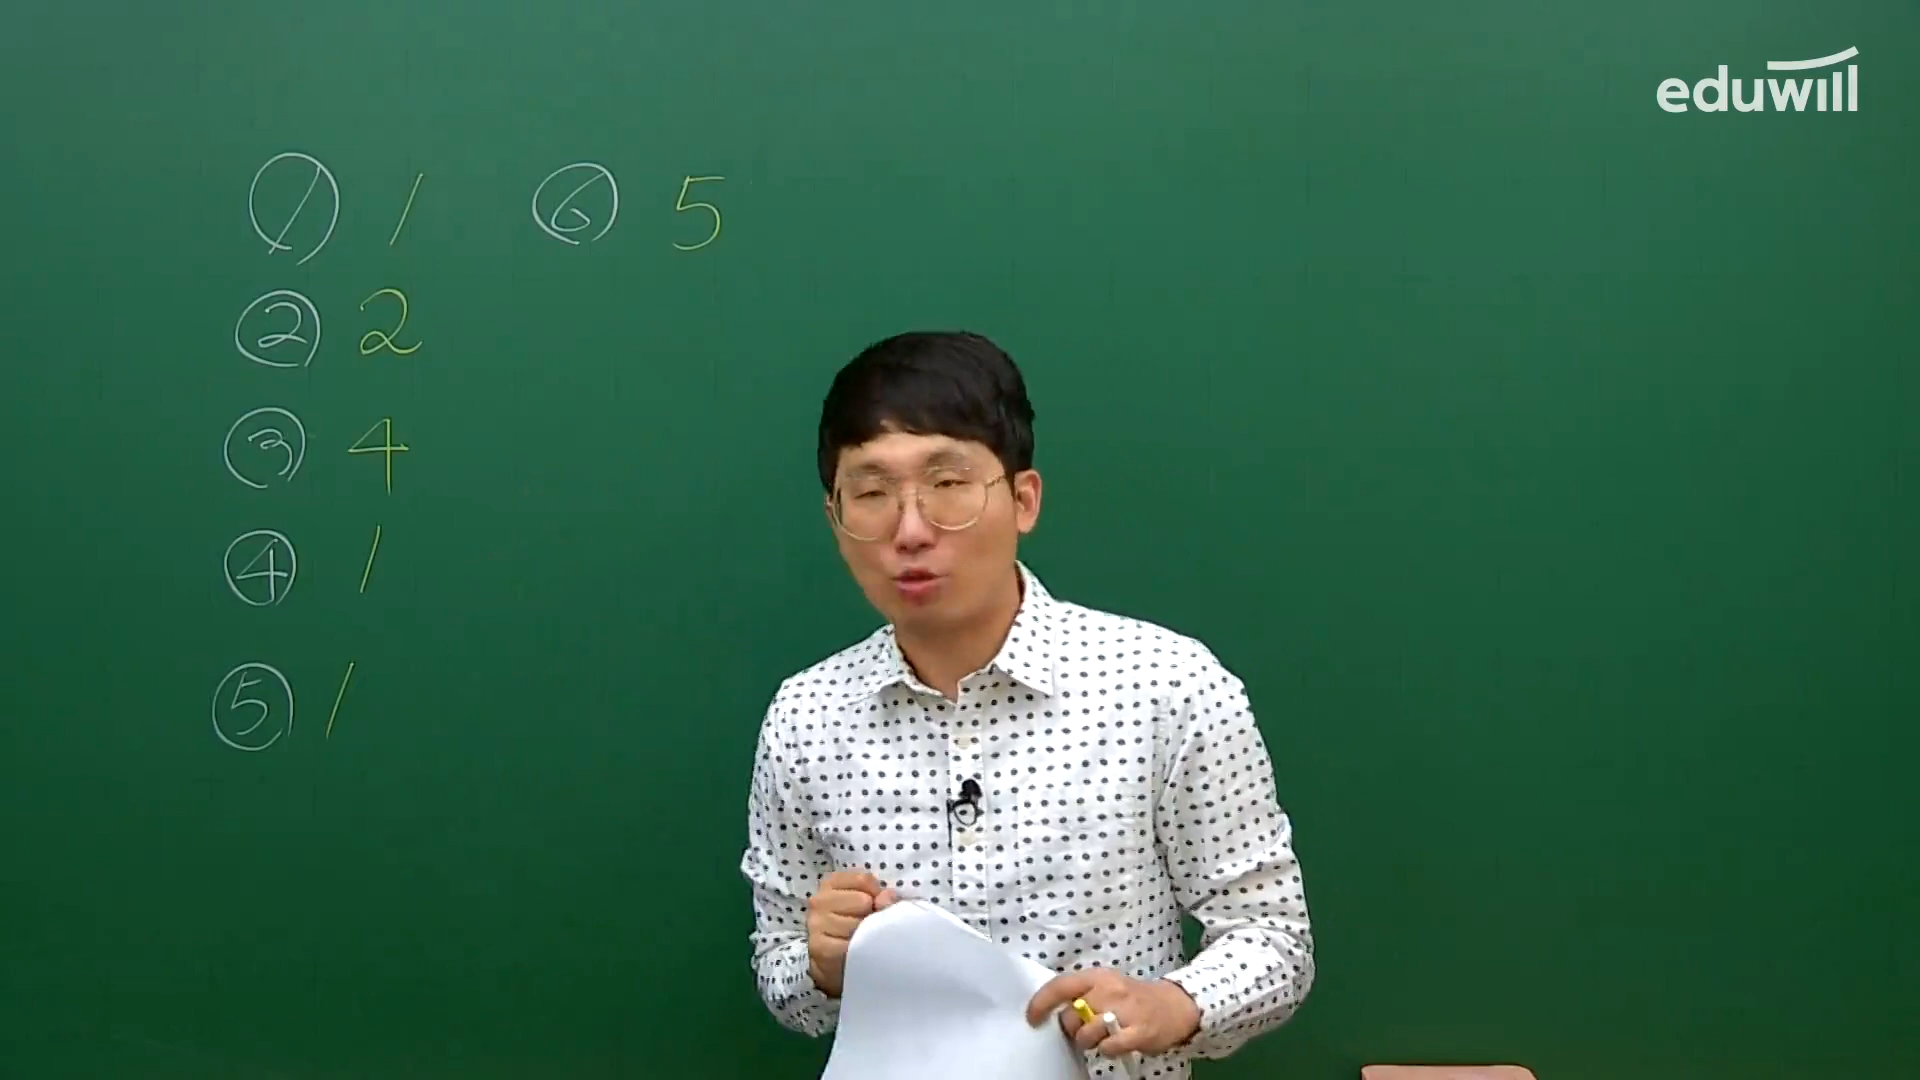 eduwill
① 1 ⑥ 5
② 2
③ 4
④ 1
⑤ 1